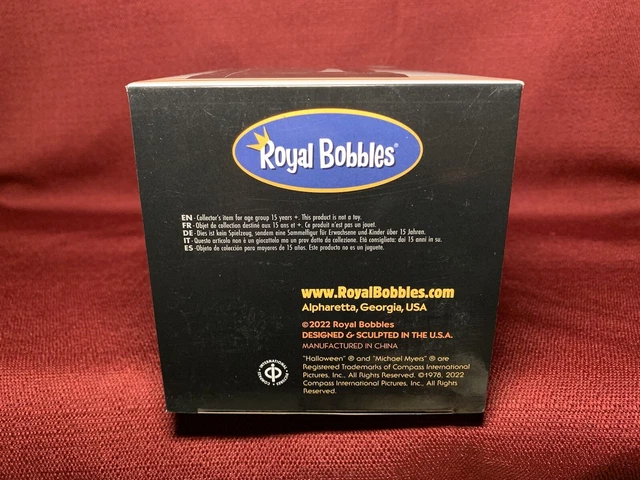 Royal Bobbles®
EN - Collector's item for age group 15 years +. This product is not a toy.
FR - Objet de collection destiné aux 15 ans et +. Ce produit n'est pas un jouet.
DE - Dies ist kein Spielzeug, sondern eine Sammelfigur für Erwachsene und Kinder über 15 Jahren.
IT - Questo articolo non è un giocattolo ma un prev datto da collezione. Età consigliata: dai 15 anni in su.
ES - Objeto de colección para mayores de 15 años. Este producto no es un juguete.
www.RoyalBobbles.com
Alpharetta, Georgia, USA
©2022 Royal Bobbles
DESIGNED & SCULPTED IN THE U.S.A.
MANUFACTURED IN CHINA
"Halloween" ® and "Michael Myers" ® are
Registered Trademarks of Compass International
Pictures, Inc., All Rights Reserved. ©1978, 2022
Compass International Pictures, Inc., All Rights
Reserved.
COMPASS INTERNATIONAL PICTURES